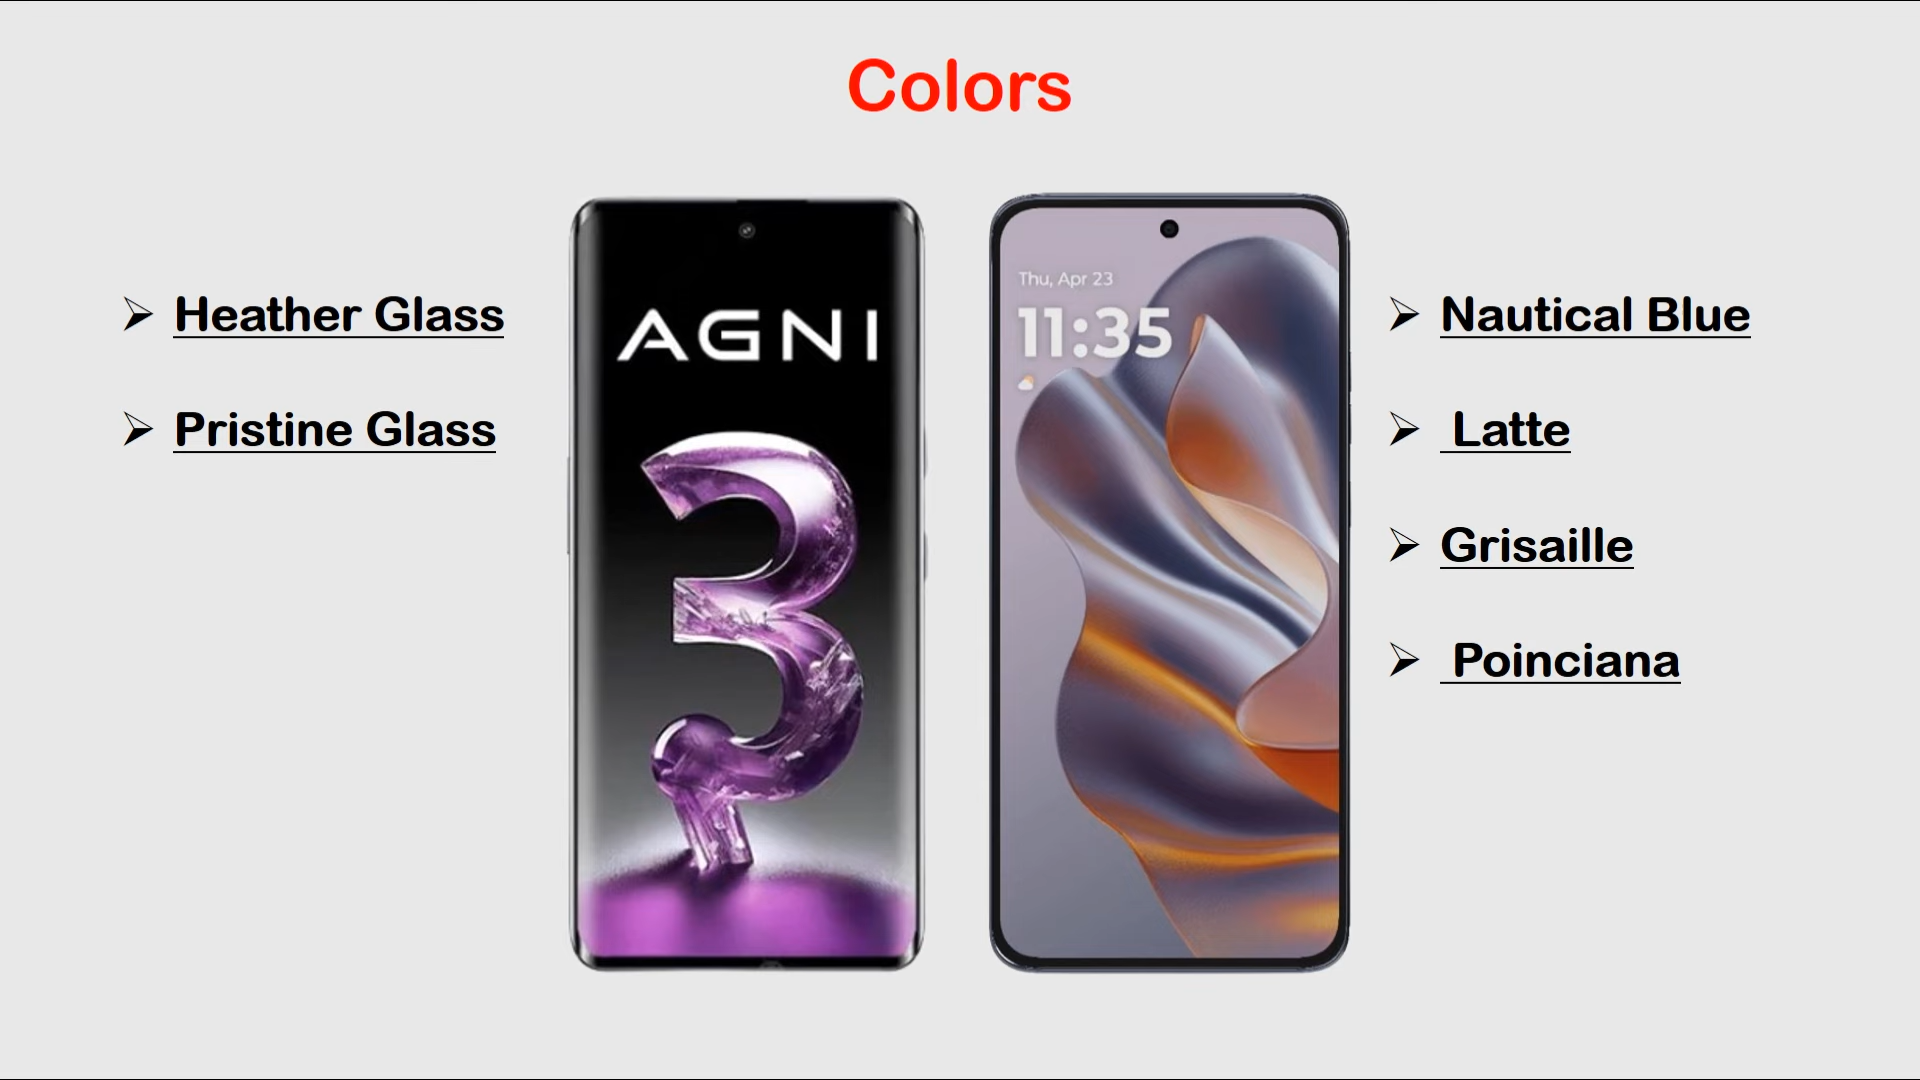 Colors
➢ Heather Glass
➢ Pristine Glass
AGNI
3
Thu, Apr 23
11:35
➢ Nautical Blue
➢ Latte
➢ Grisaille
➢ Poinciana